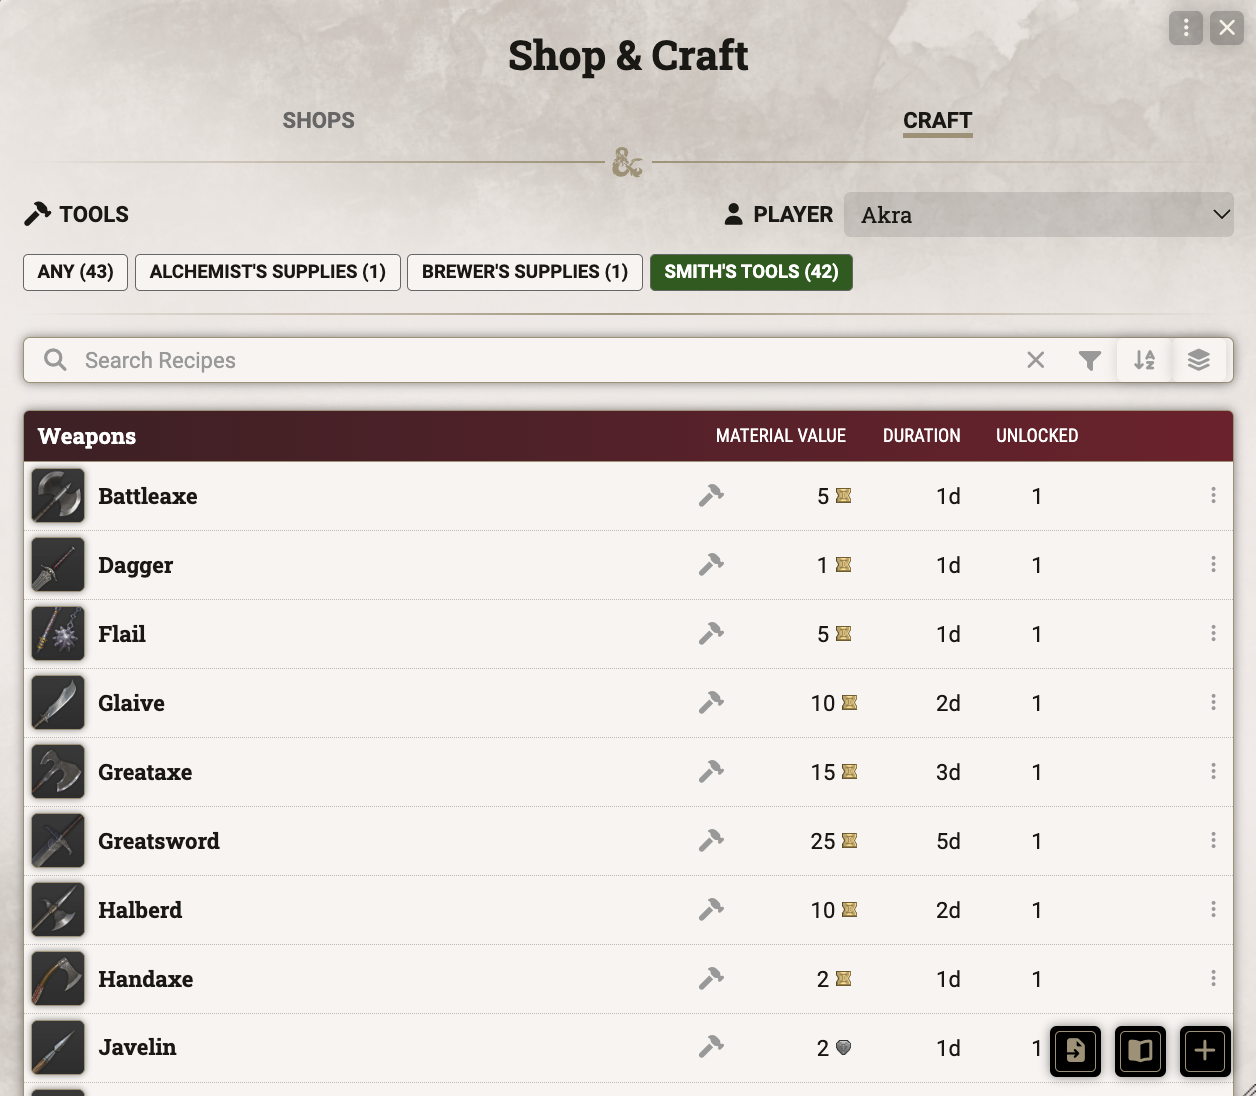 Shop & Craft
SHOPS
CRAFT
&
TOOLS
PLAYER
Akra
ANY (43)
ALCHEMIST'S SUPPLIES (1)
BREWER'S SUPPLIES (1)
SMITH'S TOOLS (42)
Search Recipes
Weapons MATERIAL VALUE DURATION UNLOCKED
Battleaxe 5 1d 1
Dagger 1 1d 1
Flail 5 1d 1
Glaive 10 2d 1
Greataxe 15 3d 1
Greatsword 25 5d 1
Halberd 10 2d 1
Handaxe 2 1d 1
Javelin 2 1d 1